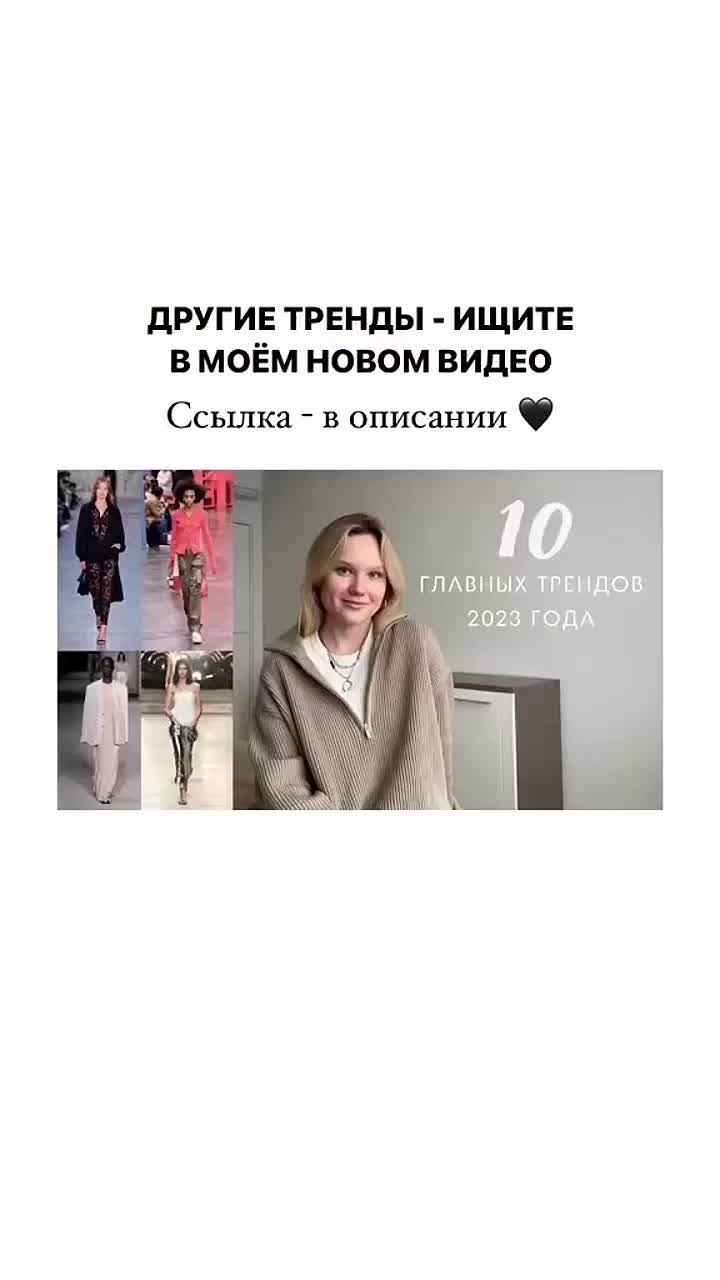 ДРУГИЕ ТРЕНДЫ - ИЩИТЕ
В МОЁМ НОВОМ ВИДЕО
Ссылка - в описании 🖤
10
ГЛАВНЫХ ТРЕНДОВ
2023 ГОДА